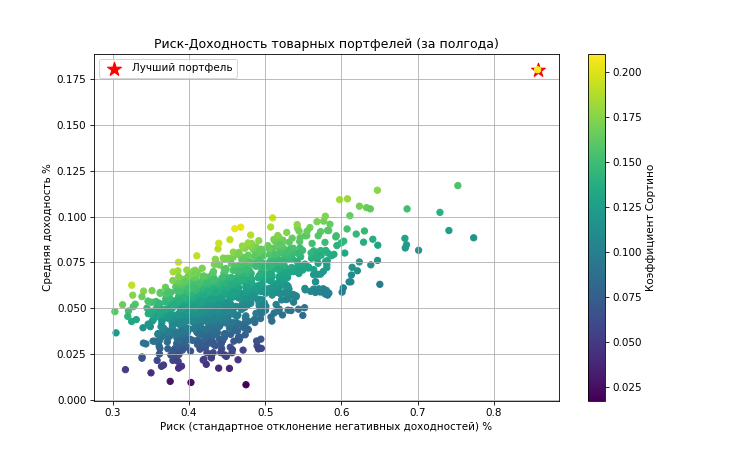 Риск-Доходность товарных портфелей (за полгода)
Лучший портфель
Средняя доходность %
0.175
0.150
0.125
0.100
0.075
0.050
0.025
0.000
0.3 0.4 0.5 0.6 0.7 0.8
Риск (стандартное отклонение негативных доходностей) %
0.200
0.175
0.150
0.125
0.100
0.075
0.050
0.025
Коэффициент Сортино